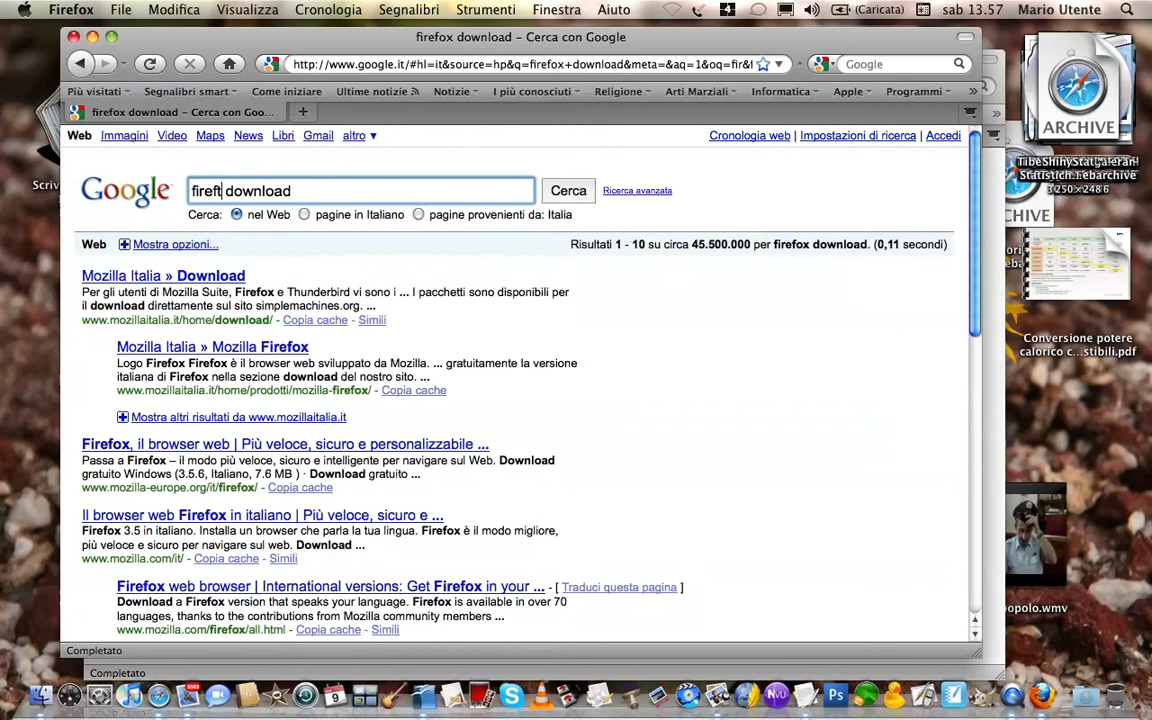 Firefox File Modifica Visualizza Cronologia Segnalibri Strumenti Finestra Aiuto (Caricata) sab 13.57 Mario Utente
firefox download – Cerca con Google
http://www.google.it/#hl=it&source=hp&q=firefox+download&meta=&aq=1&oq=fir&l Google
Più visitati Segnalibri smart Come iniziare Ultime notizie Notizie I più conosciuti Religione Arti Marziali Informatica Apple Programmi »
firefox download - Cerca con Goo...
Web Immagini Video Maps News Libri Gmail altro ▼ Cronologia web | Impostazioni di ricerca | Accedi
Google fireft download Cerca Ricerca avanzata
Cerca: nel Web pagine in Italiano pagine provenienti da: Italia
Web Mostra opzioni... Risultati 1 - 10 su circa 45.500.000 per firefox download. (0,11 secondi)
Mozilla Italia » Download
Per gli utenti di Mozilla Suite, Firefox e Thunderbird vi sono i ... I pacchetti sono disponibili per
il download direttamente sul sito simplemachines.org. ...
www.mozillaitalia.it/home/download/ - Copia cache - Simili
Mozilla Italia » Mozilla Firefox
Logo Firefox Firefox è il browser web sviluppato da Mozilla. ... gratuitamente la versione
italiana di Firefox nella sezione download del nostro sito. ...
www.mozillaitalia.it/home/prodotti/mozilla-firefox/ - Copia cache
Mostra altri risultati da www.mozillaitalia.it
Firefox, il browser web | Più veloce, sicuro e personalizzabile ...
Passa a Firefox – il modo più veloce, sicuro e intelligente per navigare sul Web. Download
gratuito Windows (3.5.6, Italiano, 7.6 MB ) · Download gratuito ...
www.mozilla-europe.org/it/firefox/ - Copia cache
Il browser web Firefox in italiano | Più veloce, sicuro e ...
Firefox 3.5 in italiano. Installa un browser che parla la tua lingua. Firefox è il modo migliore,
più veloce e sicuro per navigare sul web. Download ...
www.mozilla.com/it/ - Copia cache - Simili
Firefox web browser | International versions: Get Firefox in your ... - [ Traduci questa pagina ]
Download a Firefox version that speaks your language. Firefox is available in over 70
languages, thanks to the contributions from Mozilla community members ...
www.mozilla.com/firefox/all.html - Copia cache - Simili
Completato
Completato
ARCHIVE
Conversione potere
calorico c...stibili.pdf
opolo.wmv
Scriv
Ps